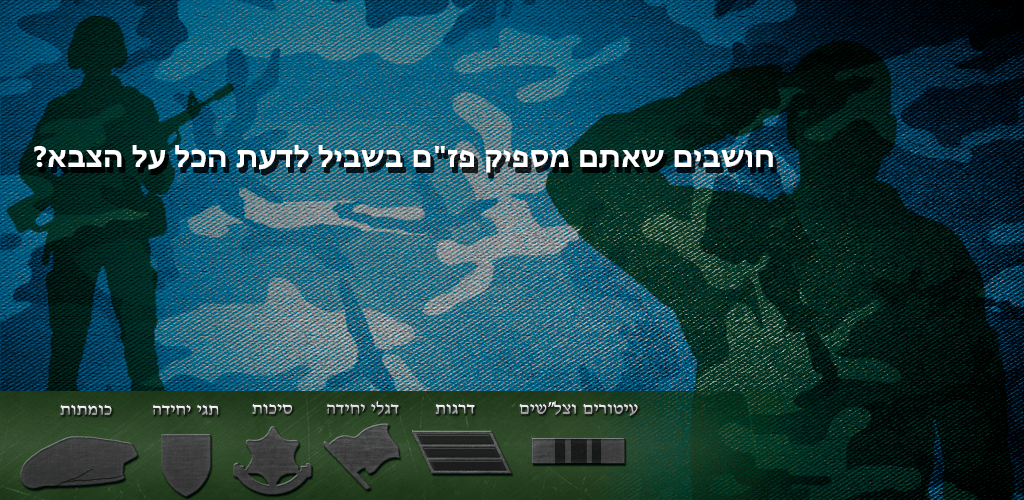 חושבים שאתם מספיק פז"ם בשביל לדעת הכל על הצבא?
עיטורים וצל"שים
דרגות
דגלי יחידה
סיכות
תגי יחידה
כומתות